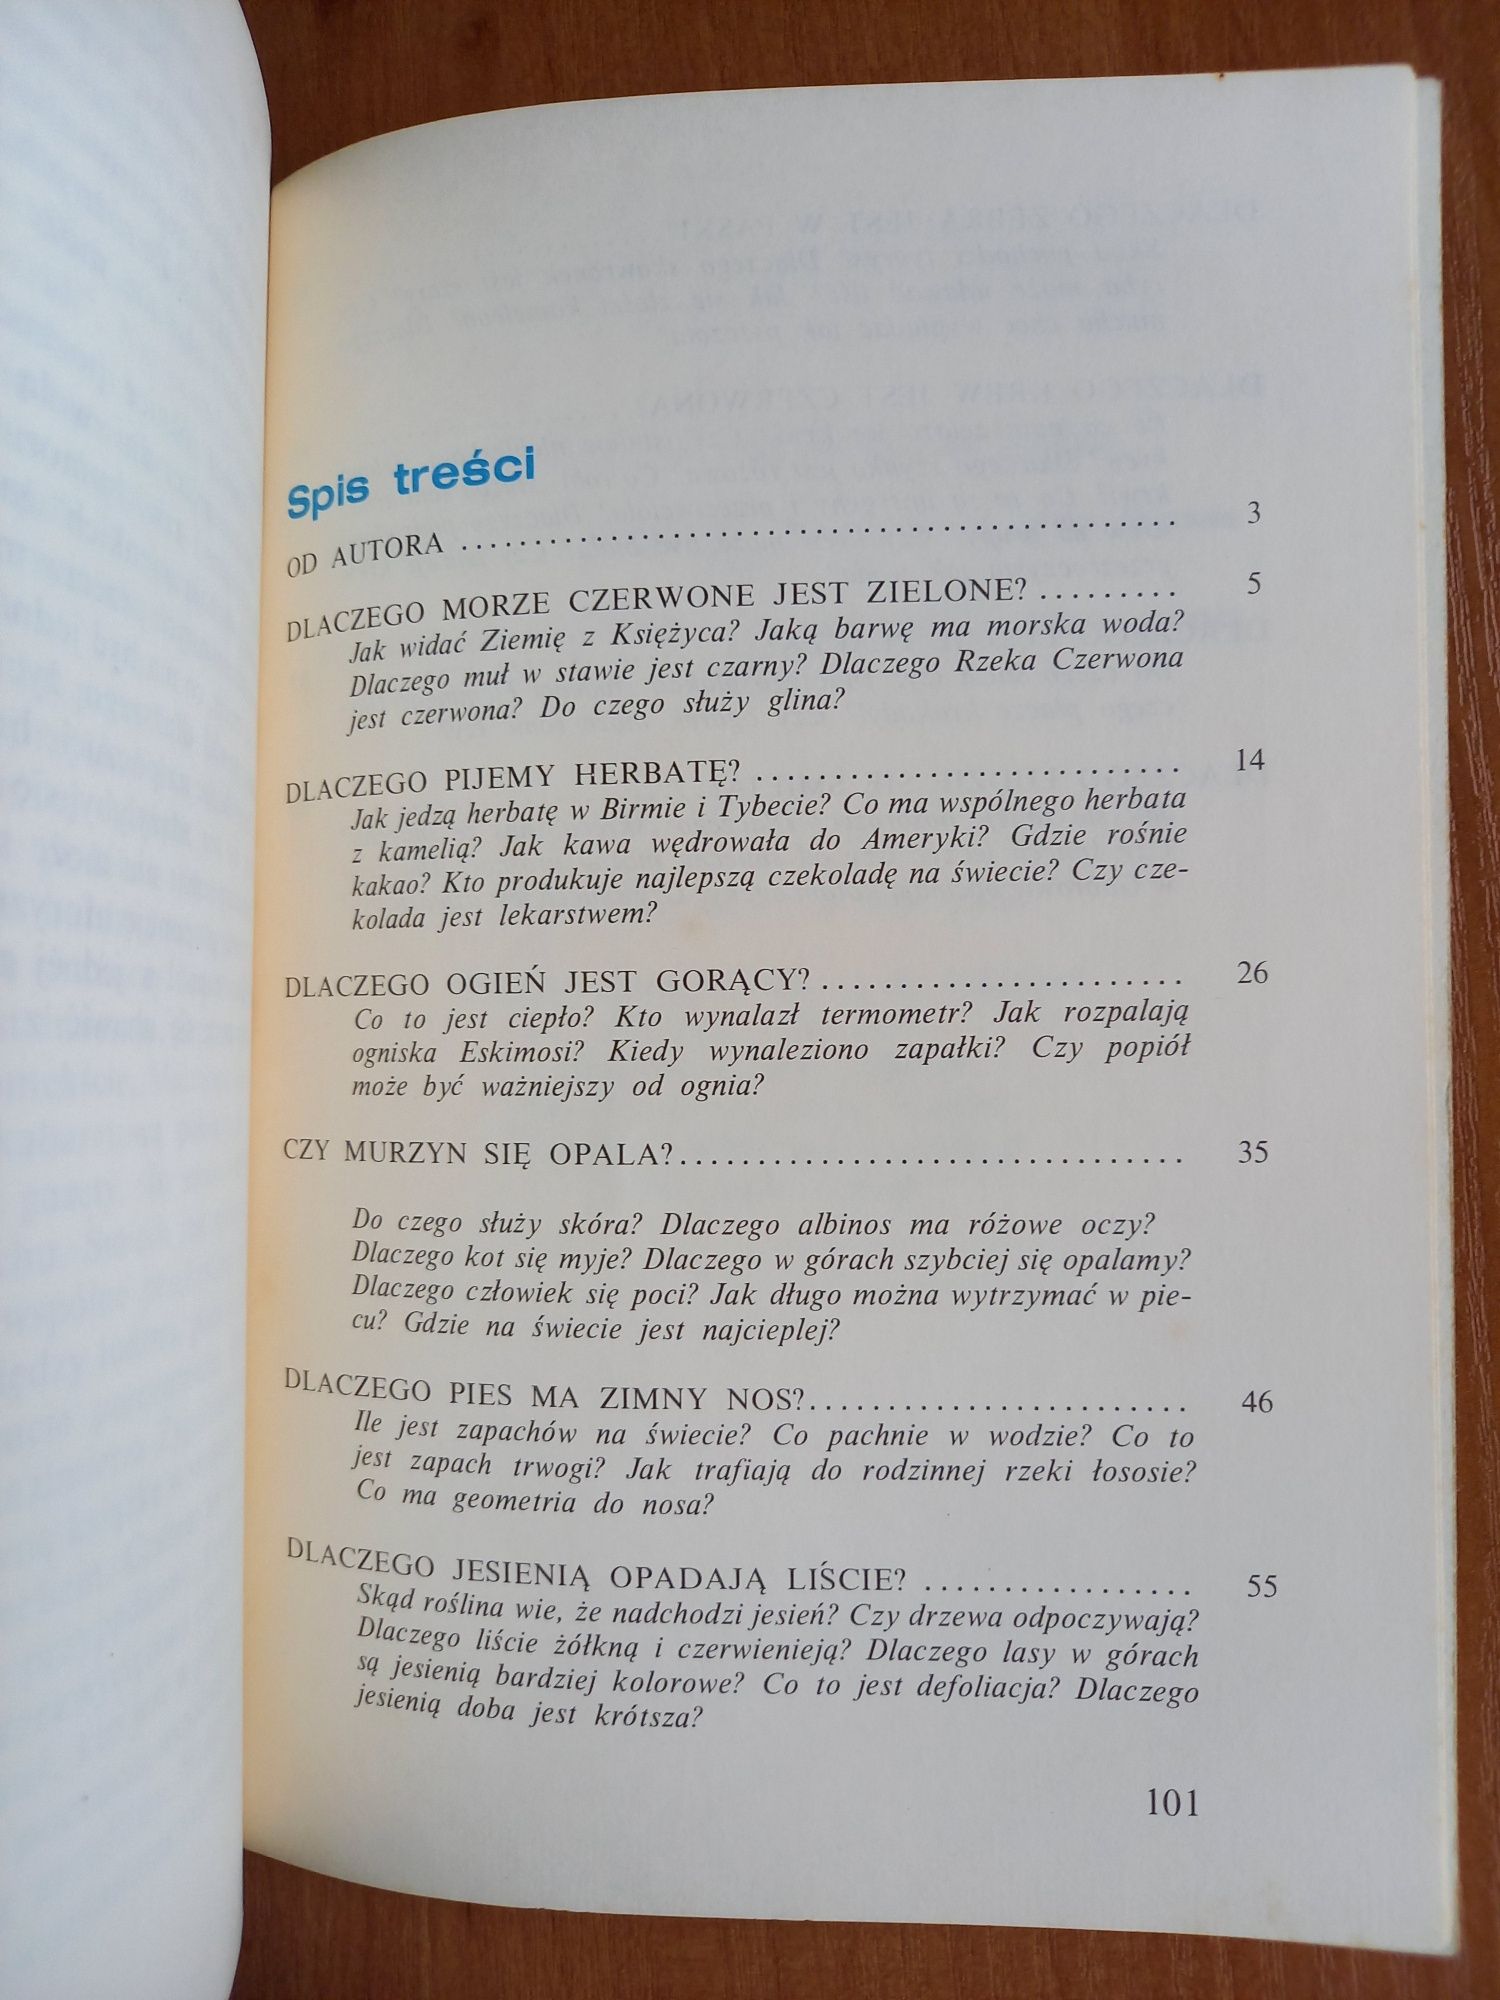 Spis treści
OD AUTORA ................................................ 3
DLACZEGO MORZE CZERWONE JEST ZIELONE? ......... 5
Jak widać Ziemię z Księżyca? Jaką barwę ma morska woda?
Dlaczego muł w stawie jest czarny? Dlaczego Rzeka Czerwona
jest czerwona? Do czego służy glina?
DLACZEGO PIJEMY HERBATĘ? ............................ 14
Jak jedzą herbatę w Birmie i Tybecie? Co ma wspólnego herbata
z kamelią? Jak kawa wędrowała do Ameryki? Gdzie rośnie
kakao? Kto produkuje najlepszą czekoladę na świecie? Czy cze-
kolada jest lekarstwem?
DLACZEGO OGIEŃ JEST GORĄCY? ........................ 26
Co to jest ciepło? Kto wynalazł termometr? Jak rozpalają
ogniska Eskimosi? Kiedy wynaleziono zapałki? Czy popiół
może być ważniejszy od ognia?
CZY MURZYN SIĘ OPALA?................................. 35
Do czego służy skóra? Dlaczego albinos ma różowe oczy?
Dlaczego kot się myje? Dlaczego w górach szybciej się opalamy?
Dlaczego człowiek się poci? Jak długo można wytrzymać w pie-
cu? Gdzie na świecie jest najcieplej?
DLACZEGO PIES MA ZIMNY NOS?......................... 46
Ile jest zapachów na świecie? Co pachnie w wodzie? Co to
jest zapach trwogi? Jak trafiają do rodzinnej rzeki łososie?
Co ma geometria do nosa?
DLACZEGO JESIENIĄ OPADAJĄ LIŚCIE? ................. 55
Skąd roślina wie, że nadchodzi jesień? Czy drzewa odpoczywają?
Dlaczego liście żółkną i czerwienieją? Dlaczego lasy w górach
są jesienią bardziej kolorowe? Co to jest defoliacja? Dlaczego
jesienią doba jest krótsza?
101